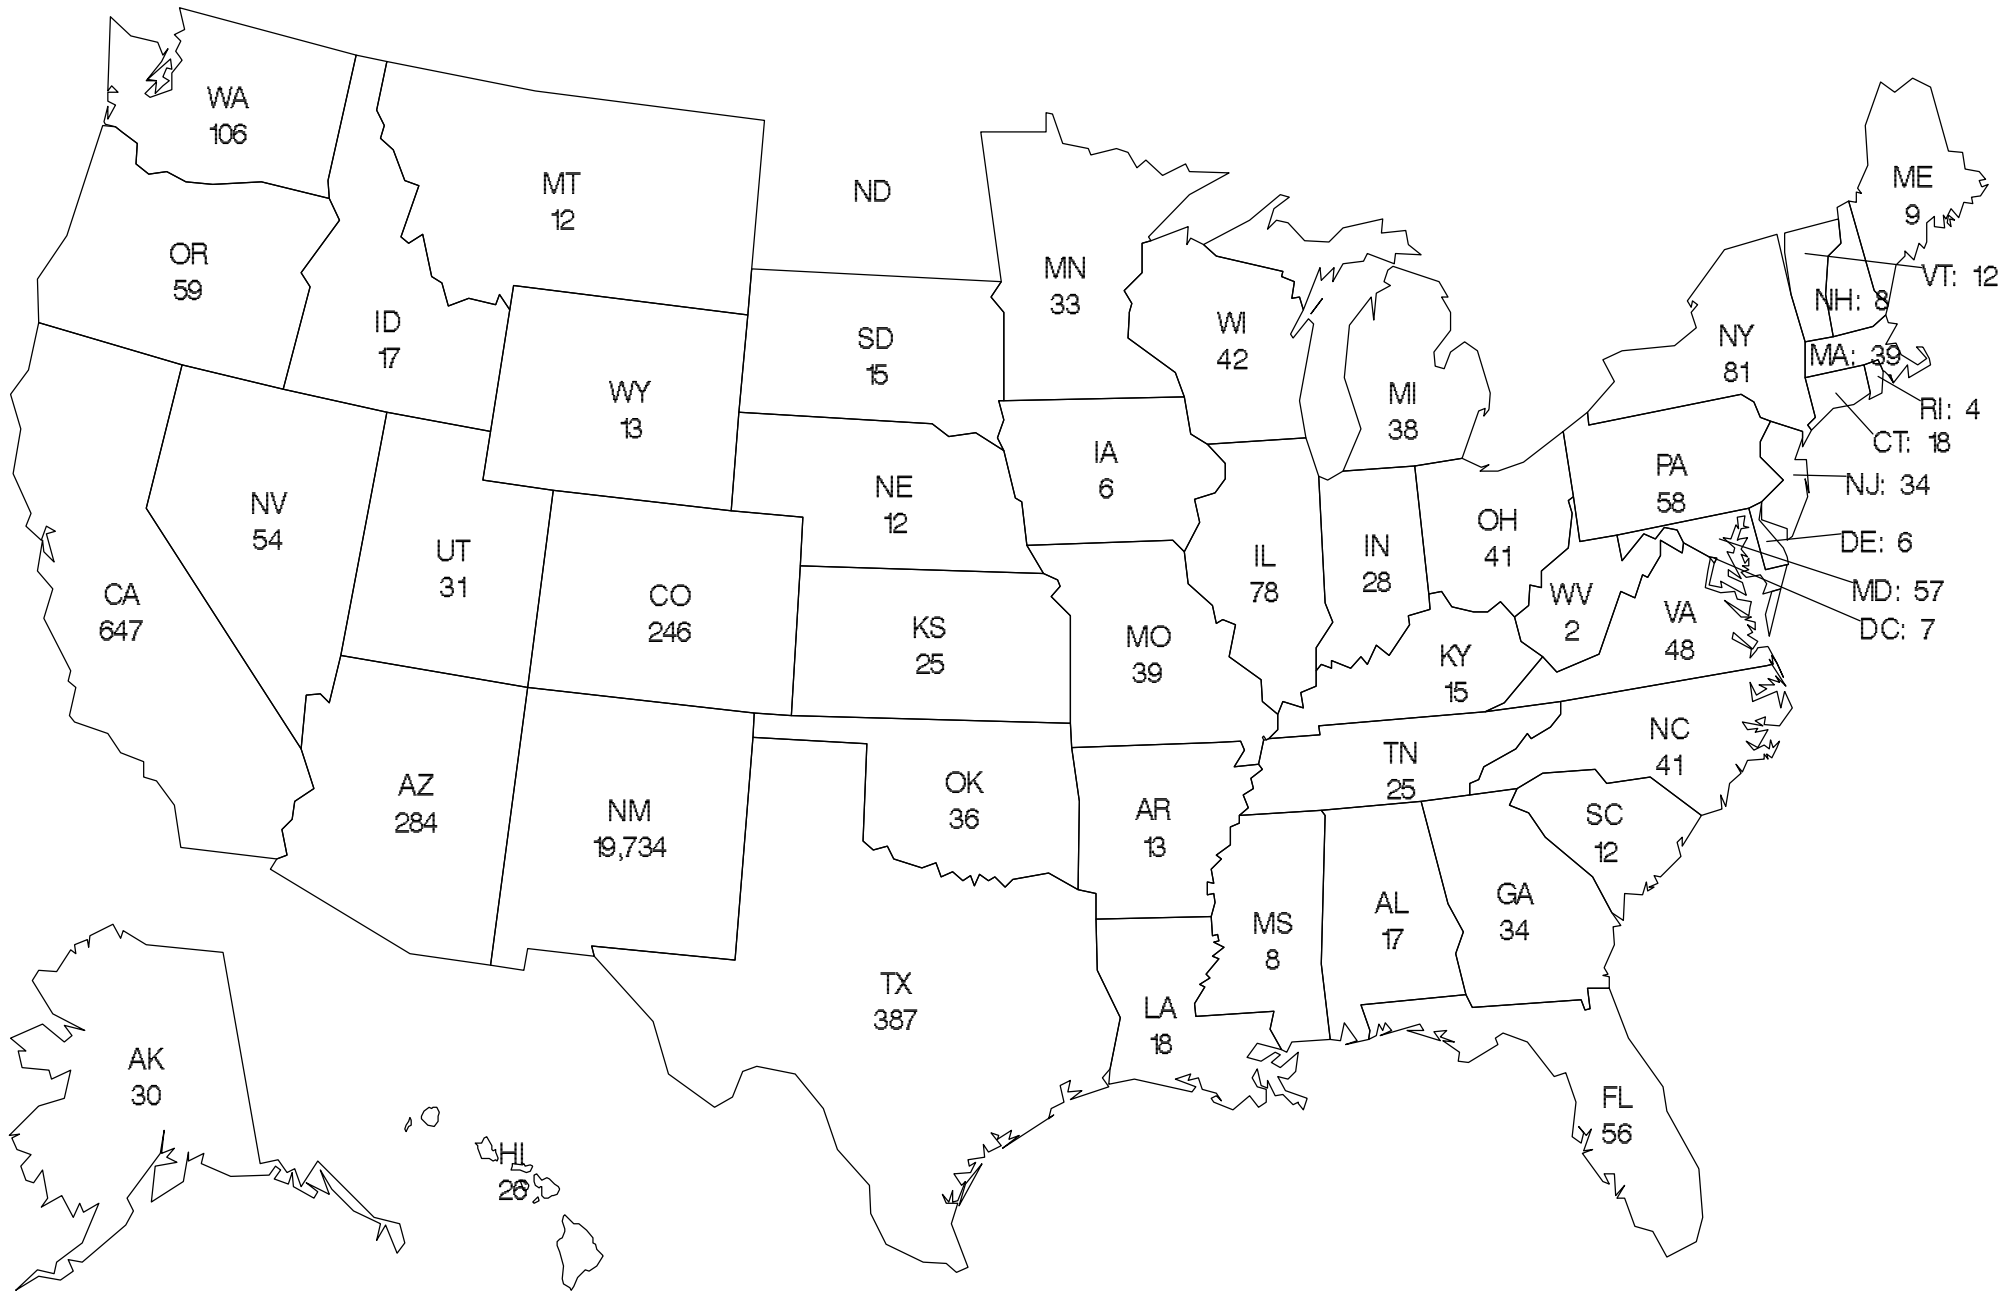 WA
106
MT
12
ND
ME
9
OR
59
MN
33
VT: 12
NH: 8
ID
17
WI
42
SD
15
NY
81
MA: 39
WY
13
MI
38
RI: 4
CT: 18
IA
6
PA
58
NJ: 34
NE
12
NV
54
OH
41
DE: 6
UT
31
IN
28
IL
78
MD: 57
CA
647
CO
246
WV
2
VA
48
DC: 7
KS
25
MO
39
KY
15
NC
41
TN
25
AZ
284
OK
36
NM
19,734
AR
13
SC
12
GA
34
AL
17
MS
8
TX
387
LA
18
AK
30
FL
56
HI
26